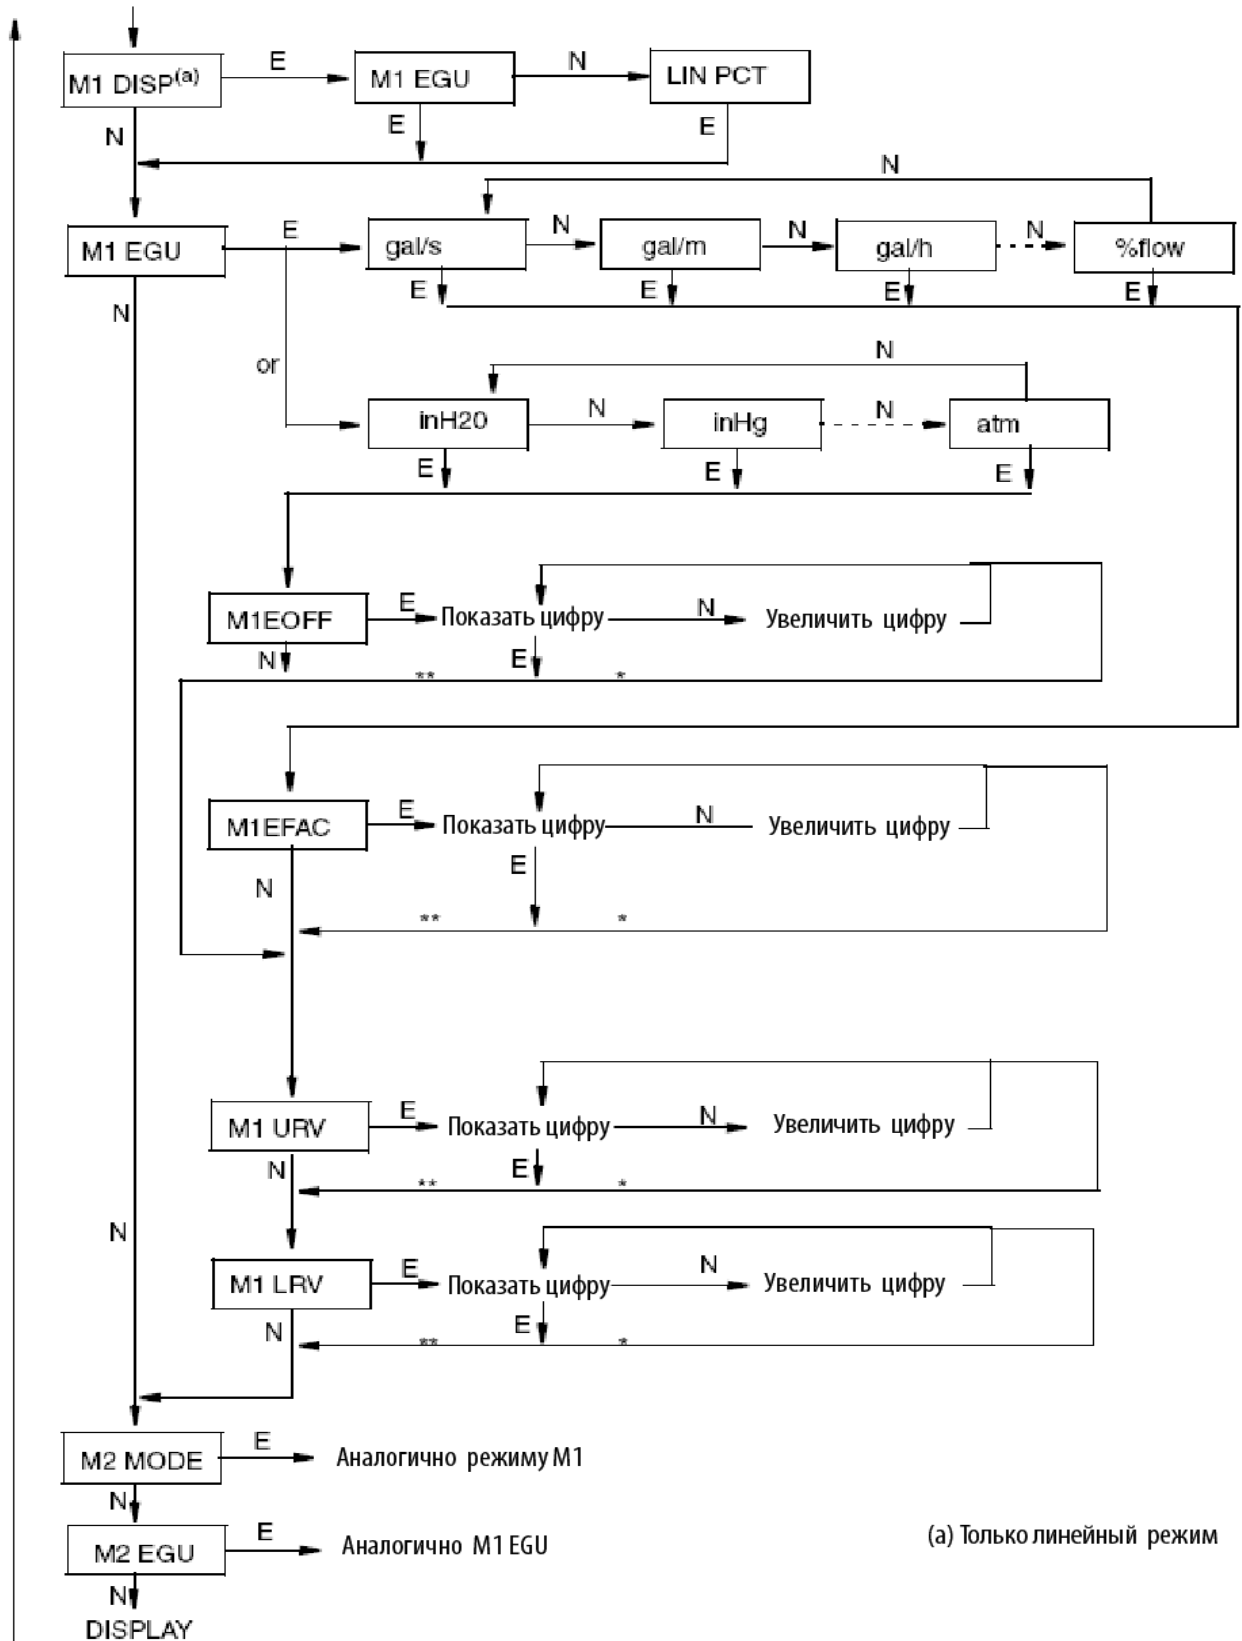 E
N
M1 DISP(a)
M1 EGU
LIN PCT
N
E
E
N
E
M1 EGU
gal/s
N
gal/m
N
gal/h
N
%flow
N
E
E
E
E
or
N
inH20
N
inHg
N
atm
E
E
E
M1EOFF
E
Показать цифру
N
Увеличить цифру
N
E
**
*
M1EFAC
E
Показать цифру
N
Увеличить цифру
N
E
**
*
M1 URV
E
Показать цифру
N
Увеличить цифру
N
E
**
*
N
M1 LRV
E
Показать цифру
N
Увеличить цифру
N
E
**
*
M2 MODE
E
Аналогично режиму M1
N
M2 EGU
E
Аналогично M1 EGU
(a) Только линейный режим
N
DISPLAY